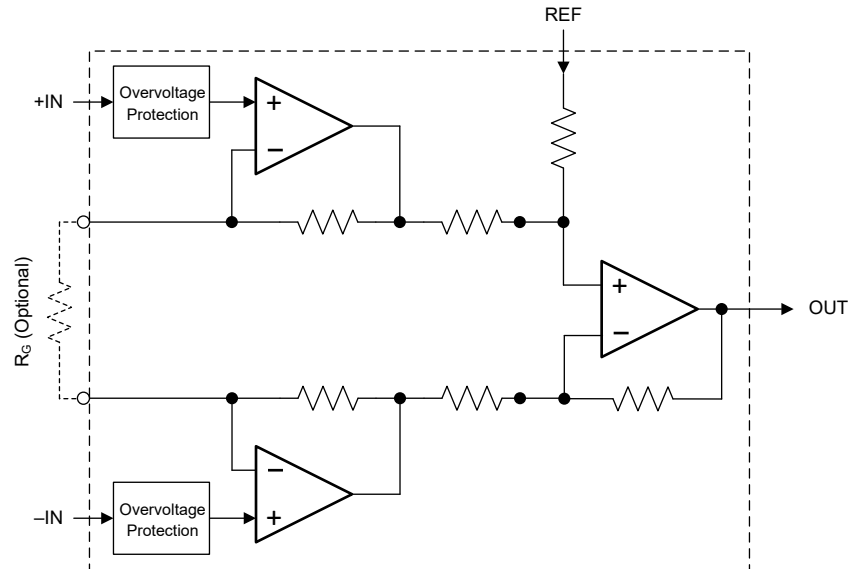 REF
+IN
Overvoltage
Protection
+
−
RG (Optional)
+
−
OUT
−
+
–IN
Overvoltage
Protection